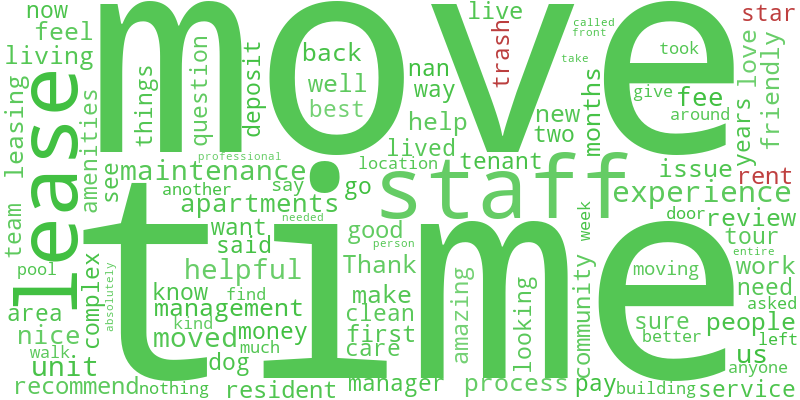 move
time
staff
lease
now
feel
living
leasing
team
amenities
things
question
deposit
back
well
best
nan
way
help
lived
live
trash
called
front
take
new
two
months
took
give
fee
around
years
love
friendly
star
rent
issue
experience
door
review
tour
entire
work
need
asked
people
left
better
us
anyone
service
building
pay
process
manager
resident
nothing
recommend
unit
walk
nice
area
pool
complex
absolutely
see
maintenance
professional
another
say
go
location
tenant
apartments
want
said
needed
good
person
Thank
helpful
know
find
make
management
clean
kind
moved
money
much
first
care
dog
amazing
looking
community
week
moving
sure